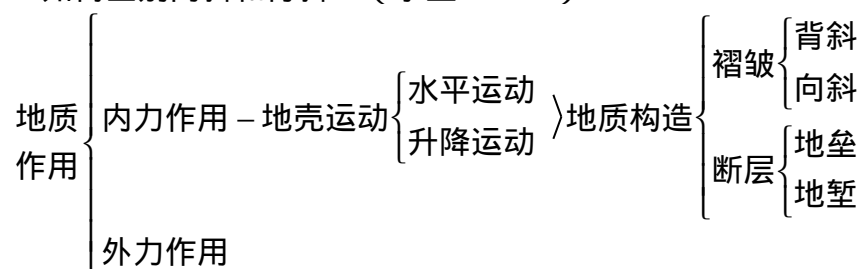 褶皱 背斜
向斜
地质 作用
内力作用 – 地壳运动 水平运动
升降运动
地质构造
断层 地垒
地堑
外力作用